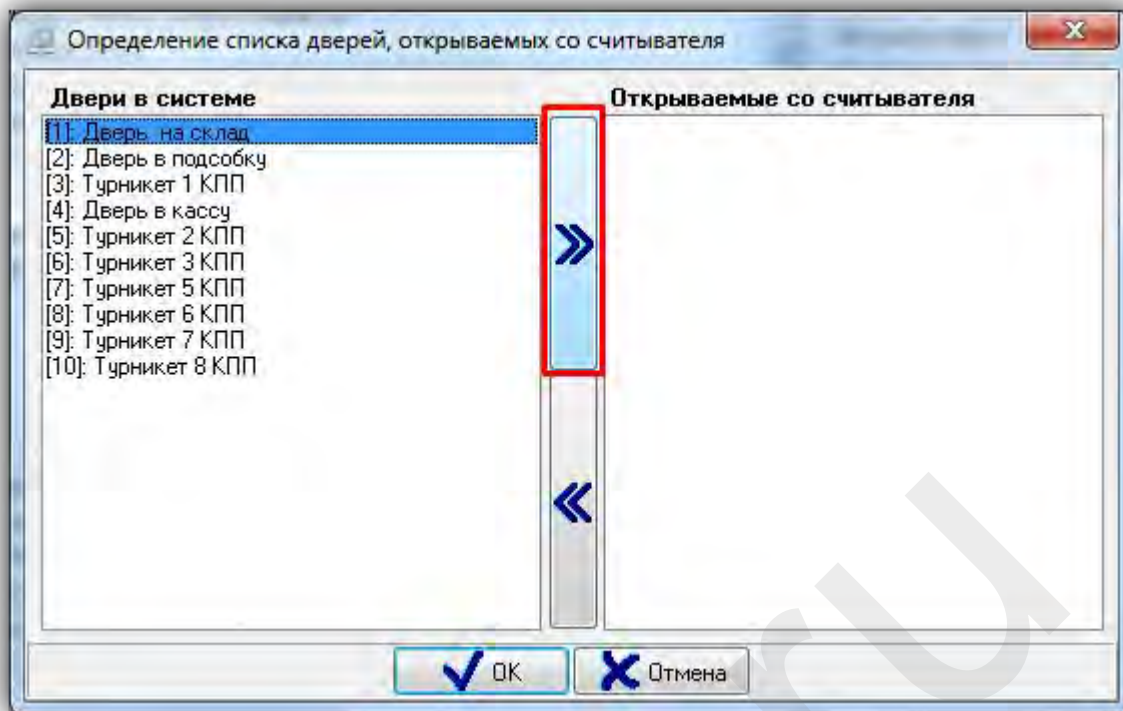 Определение списка дверей, открываемых со считывателя
Двери в системе
Открываемые со считывателя
[1]: Дверь на склад
[2]: Дверь в подсобку
[3]: Турникет 1 КПП
[4]: Дверь в кассу
[5]: Турникет 2 КПП
[6]: Турникет 3 КПП
[7]: Турникет 5 КПП
[8]: Турникет 6 КПП
[9]: Турникет 7 КПП
[10]: Турникет 8 КПП
OK
Отмена
ru